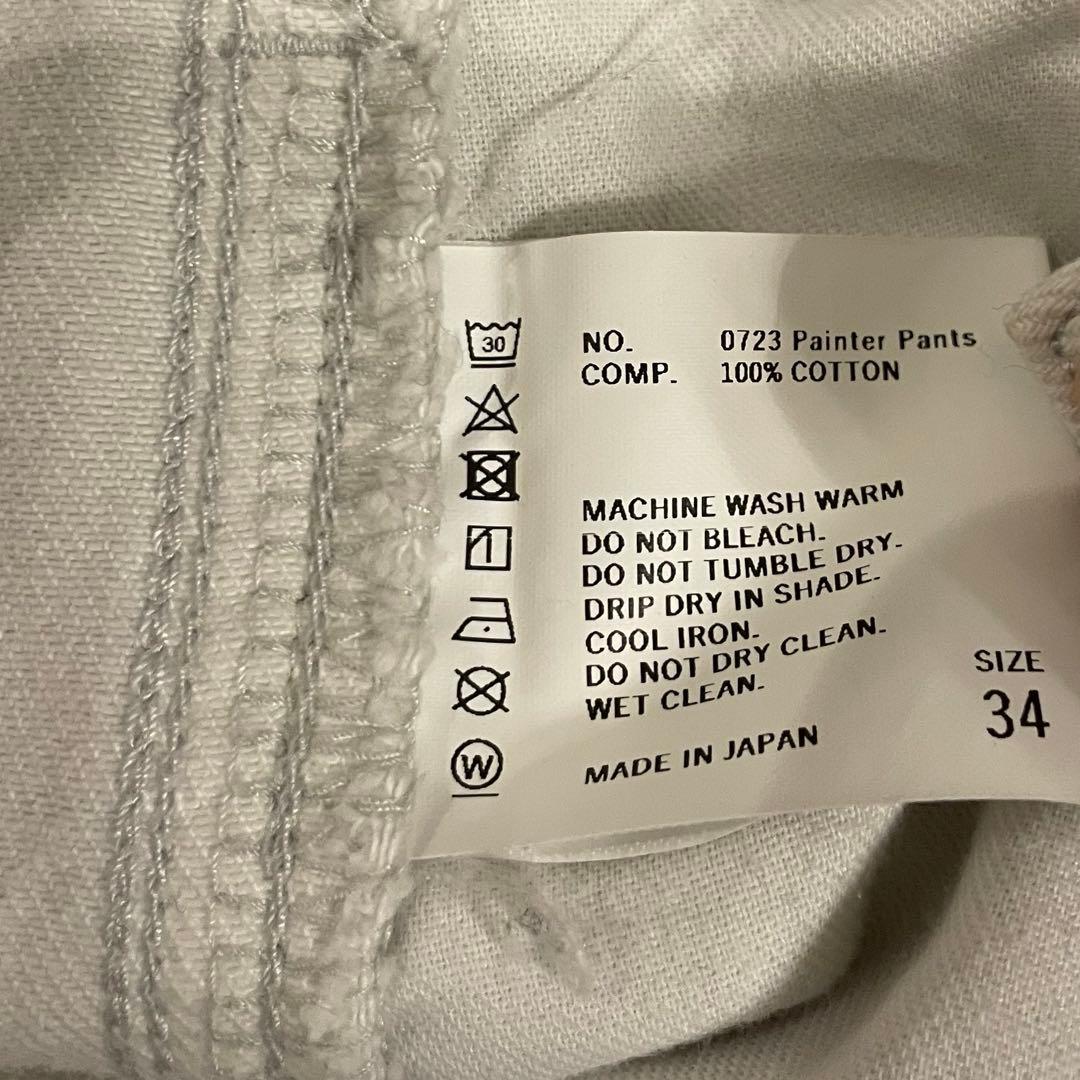 30
NO. 0723 Painter Pants
COMP. 100% COTTON
MACHINE WASH WARM
DO NOT BLEACH.
DO NOT TUMBLE DRY.
DRIP DRY IN SHADE.
COOL IRON.
DO NOT DRY CLEAN.
WET CLEAN.
W
MADE IN JAPAN
SIZE
34